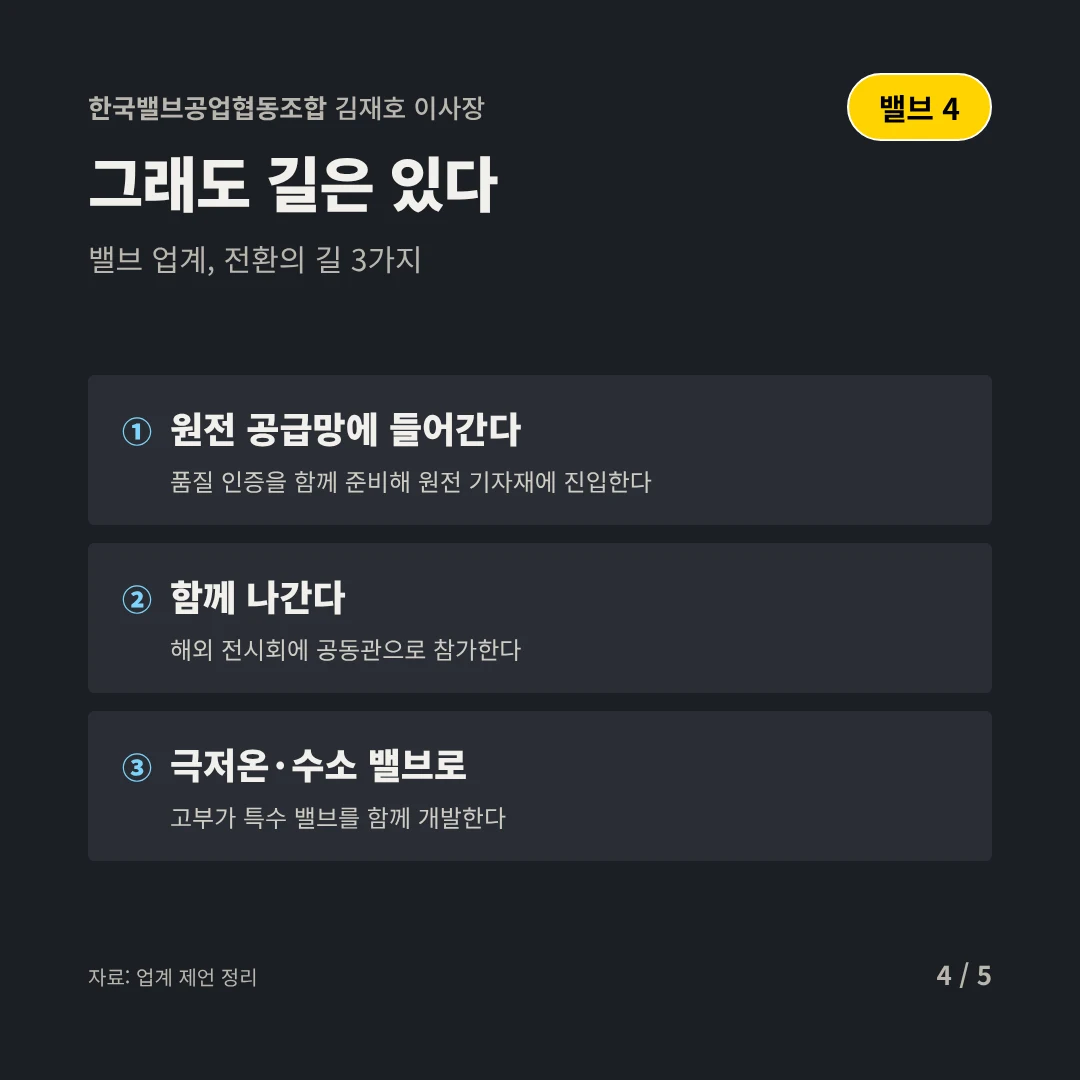 한국밸브공업협동조합 김재호 이사장
밸브 4
그래도 길은 있다
밸브 업계, 전환의 길 3가지
① 원전 공급망에 들어간다
품질 인증을 함께 준비해 원전 기자재에 진입한다
② 함께 나간다
해외 전시회에 공동관으로 참가한다
③ 극저온·수소 밸브로
고부가 특수 밸브를 함께 개발한다
자료: 업계 제언 정리
4 / 5